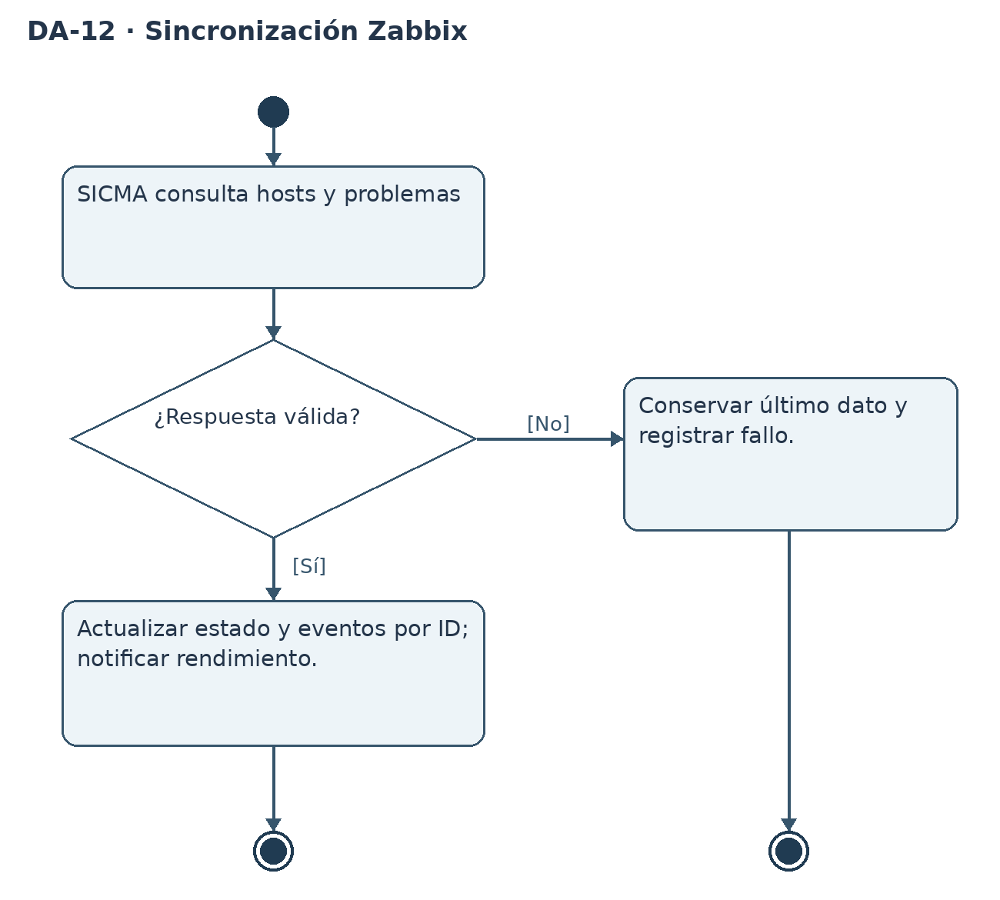 DA-12 · Sincronización Zabbix
SICMA consulta hosts y problemas
¿Respuesta válida?
[No]
Conservar último dato y
registrar fallo.
[Sí]
Actualizar estado y eventos por ID;
notificar rendimiento.